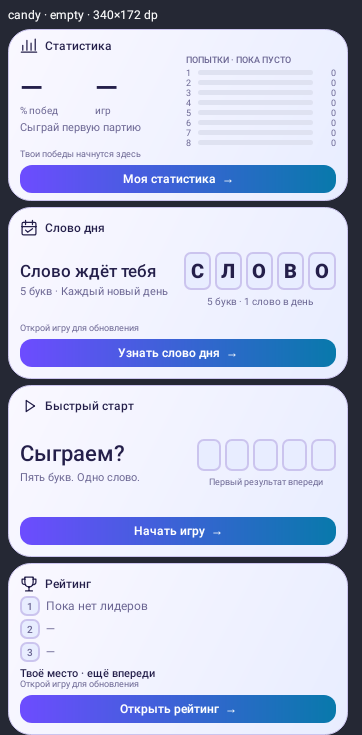 candy · empty · 340×172 dp
Статистика
— —
% побед игр
Сыграй первую партию
Твои победы начнутся здесь
ПОПЫТКИ · ПОКА ПУСТО
1 0
2 0
3 0
4 0
5 0
6 0
7 0
8 0
Моя статистика →
Слово дня
Слово ждёт тебя
5 букв · Каждый новый день
С Л О В О
5 букв · 1 слово в день
Открой игру для обновления
Узнать слово дня →
Быстрый старт
Сыграем?
Пять букв. Одно слово.
Первый результат впереди
Начать игру →
Рейтинг
1 Пока нет лидеров
2 —
3 —
Твоё место · ещё впереди
Открой игру для обновления
Открыть рейтинг →